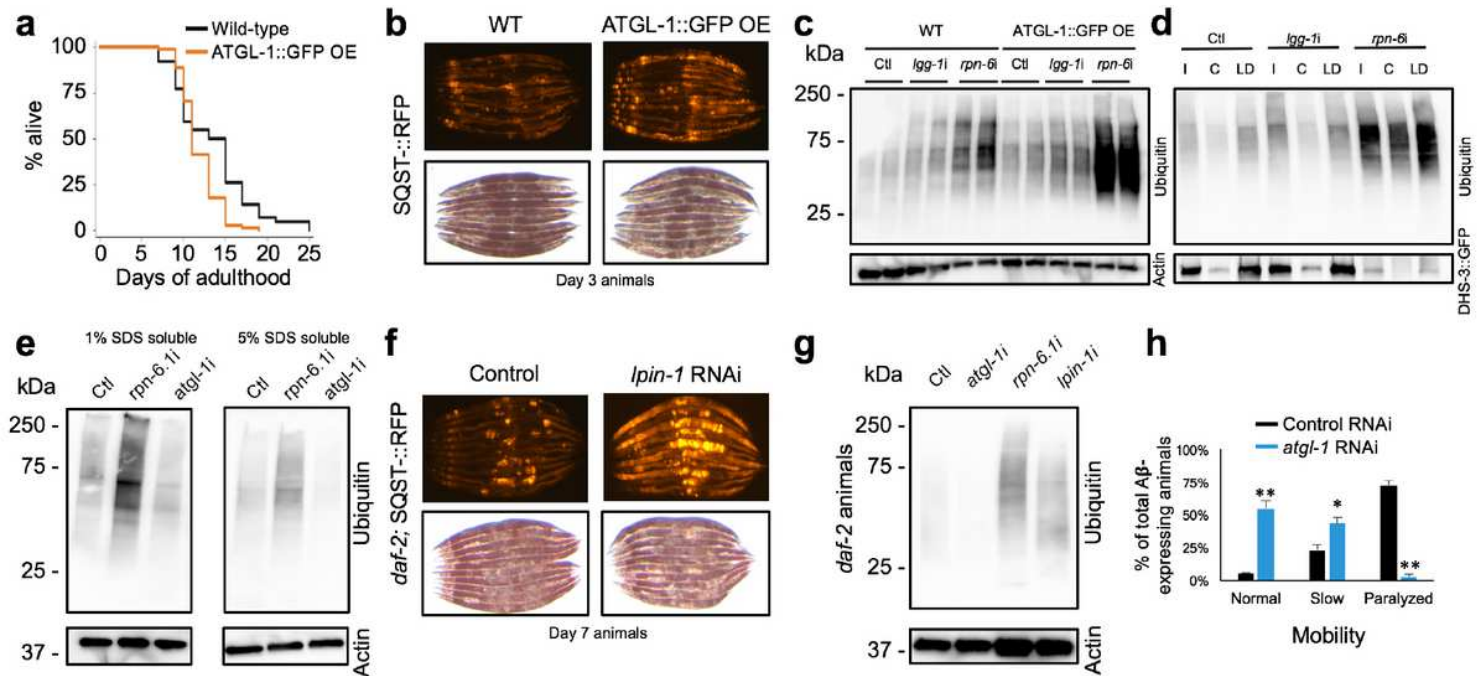 a
Wild-type
ATGL-1::GFP OE
100
75
50
25
0
% alive
0 5 10 15 20 25
Days of adulthood
b
WT
ATGL-1::GFP OE
SQST-::RFP
Day 3 animals
c
kDa
WT
ATGL-1::GFP OE
Ctl lgg-1i rpn-6i Ctl lgg-1i rpn-6i
250 -
75 -
25 -
Ubiquitin
Actin
d
Ctl lgg-1i rpn-6i
I C LD I C LD I C LD
Ubiquitin
DHS-3::GFP
e
1% SDS soluble
5% SDS soluble
kDa
Ctl rpn-6.1i atgl-1i
Ctl rpn-6.1i atgl-1i
250 -
75 -
25 -
37 -
Ubiquitin
Actin
f
Control
lpin-1 RNAi
daf-2; SQST-::RFP
Day 7 animals
g
kDa
Ctl atgl-1i rpn-6.1i lpin-1i
250 -
75 -
25 -
37 -
daf-2 animals
Ubiquitin
Actin
h
Control RNAi
atgl-1 RNAi
% of total Aβ-
expressing animals
100%
75%
50%
25%
0%
** * **
Normal Slow Paralyzed
Mobility